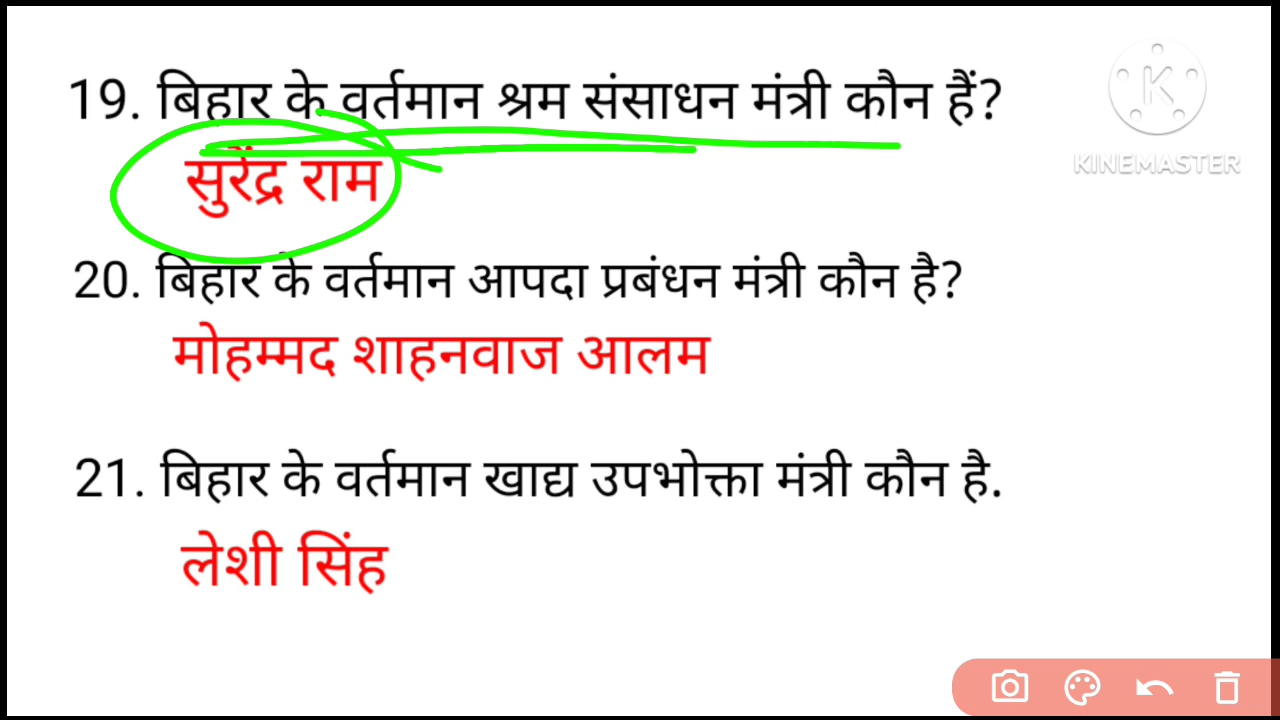 19. बिहार के वर्तमान श्रम संसाधन मंत्री कौन हैं?
सुरेंद्र राम
20. बिहार के वर्तमान आपदा प्रबंधन मंत्री कौन है?
मोहम्मद शाहनवाज आलम
21. बिहार के वर्तमान खाद्य उपभोक्ता मंत्री कौन है.
लेशी सिंह
K
KINEMASTER